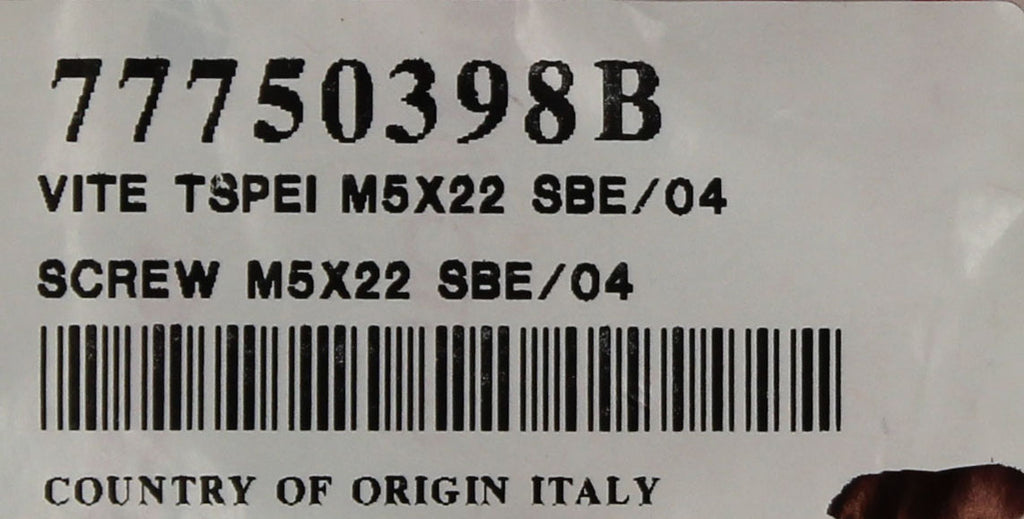 77750398B
VITE TSPEI M5X22 SBE/04
SCREW M5X22 SBE/04
COUNTRY OF ORIGIN ITALY